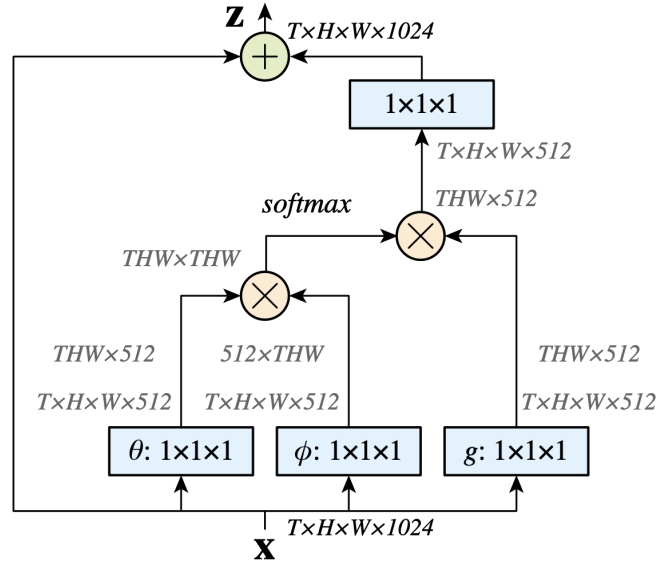 z
T×H×W×1024
+
1×1×1
T×H×W×512
THW×512
softmax
×
THW×THW
×
THW×512
512×THW
THW×512
T×H×W×512
T×H×W×512
T×H×W×512
θ: 1×1×1
ϕ: 1×1×1
g: 1×1×1
T×H×W×1024
x